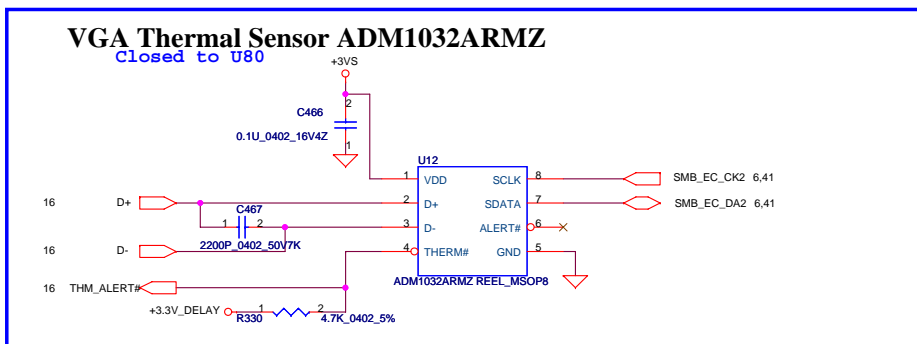 VGA Thermal Sensor ADM1032ARMZ
Closed to U80
+3VS
2
C466
0.1U_0402_16V4Z
1
U12
1 VDD SCLK 8 SMB_EC_CK2 6,41
16 D+ 2 D+ SDATA 7 SMB_EC_DA2 6,41
C467
1 2 3 D- ALERT# 6
2200P_0402_50V7K
16 D- 4 THERM# GND 5
ADM1032ARMZ REEL_MSOP8
16 THM_ALERT#
+3.3V_DELAY 1 2
R330 4.7K_0402_5%